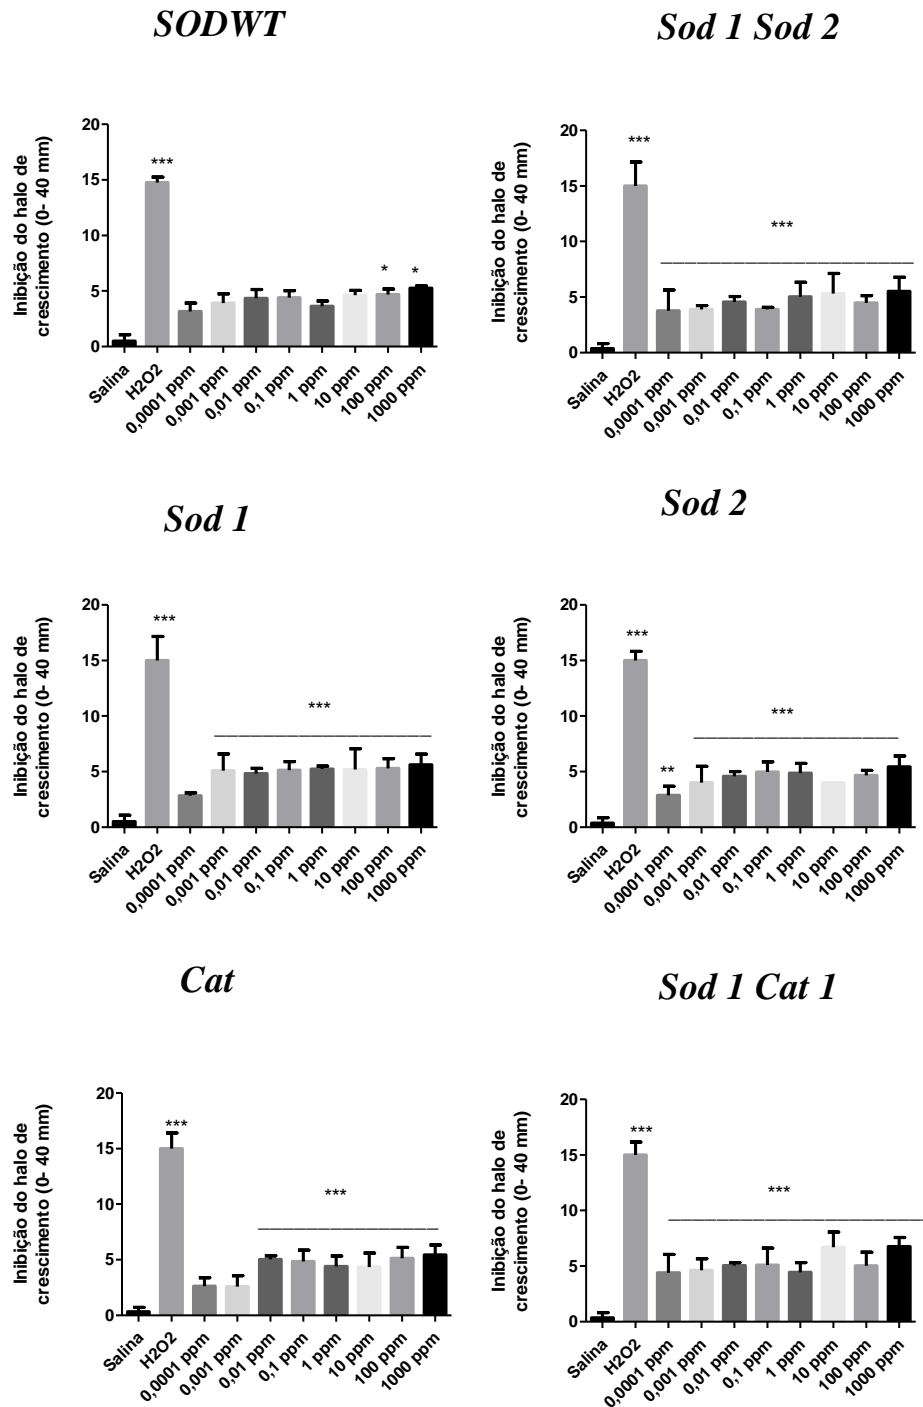 SODWT
Inibição do halo de
crescimento (0- 40 mm)
20
15
10
5
0
***
*
*
Salina
H2O2
0,0001 ppm
0,001 ppm
0,01 ppm
0,1 ppm
1 ppm
10 ppm
100 ppm
1000 ppm
Sod 1 Sod 2
Inibição do halo de
crescimento (0- 40 mm)
20
15
10
5
0
***
***
Salina
H2O2
0,0001 ppm
0,001 ppm
0,01 ppm
0,1 ppm
1 ppm
10 ppm
100 ppm
1000 ppm
Sod 1
Inibição do halo de
crescimento (0- 40 mm)
20
15
10
5
0
***
***
Salina
H2O2
0,0001 ppm
0,001 ppm
0,01 ppm
0,1 ppm
1 ppm
10 ppm
100 ppm
1000 ppm
Sod 2
Inibição do halo de
crescimento (0- 40 mm)
20
15
10
5
0
***
**
***
Salina
H2O2
0,0001 ppm
0,001 ppm
0,01 ppm
0,1 ppm
1 ppm
10 ppm
100 ppm
1000 ppm
Cat
Inibição do halo de
crescimento (0- 40 mm)
20
15
10
5
0
***
***
Salina
H2O2
0,0001 ppm
0,001 ppm
0,01 ppm
0,1 ppm
1 ppm
10 ppm
100 ppm
1000 ppm
Sod 1 Cat 1
Inibição do halo de
crescimento (0- 40 mm)
20
15
10
5
0
***
***
Salina
H2O2
0,0001 ppm
0,001 ppm
0,01 ppm
0,1 ppm
1 ppm
10 ppm
100 ppm
1000 ppm